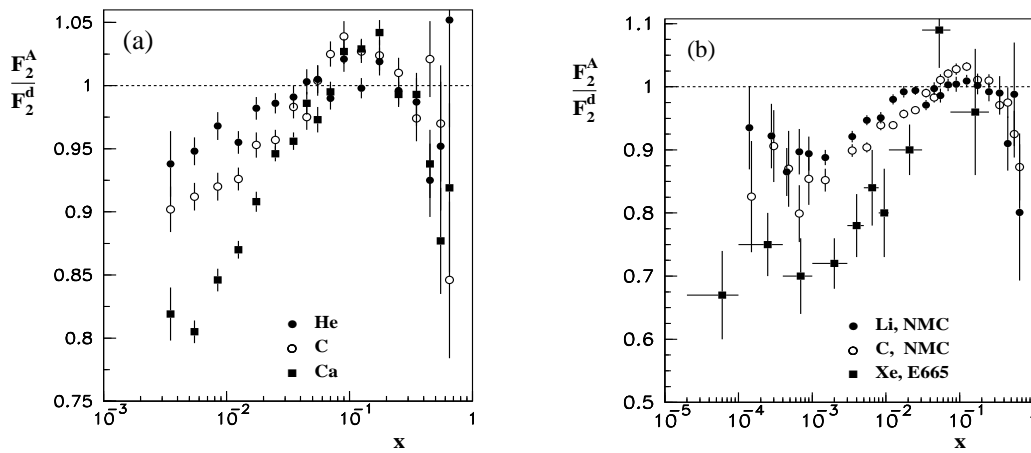 (a)
F₂ᴬ
F₂ᵈ
1.05
1
0.95
0.9
0.85
0.8
0.75
He
C
Ca
10⁻³
10⁻²
10⁻¹
1
x
(b)
F₂ᴬ
F₂ᵈ
1.1
1
0.9
0.8
0.7
0.6
0.5
Li, NMC
C, NMC
Xe, E665
10⁻⁵
10⁻⁴
10⁻³
10⁻²
10⁻¹
1
x